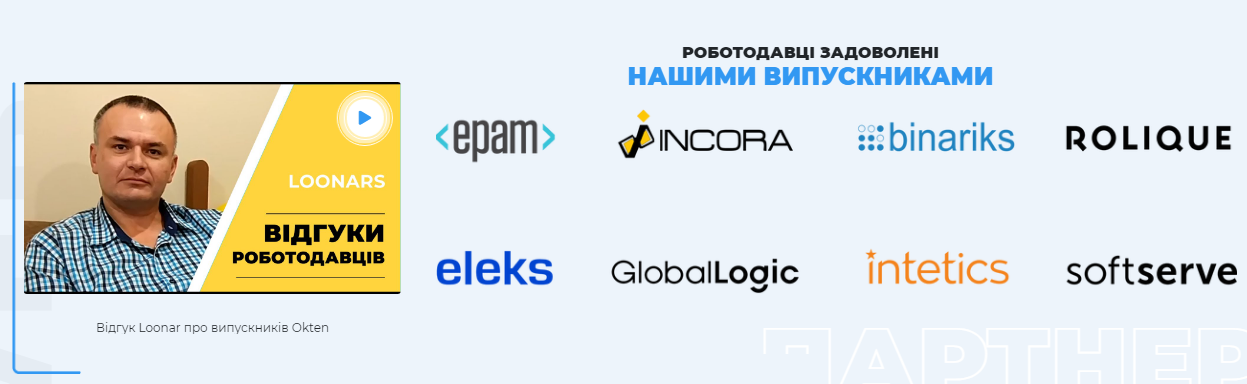 РОБОТОДАВЦІ ЗАДОВОЛЕНІ
НАШИМИ ВИПУСКНИКАМИ
LOONARS
ВІДГУКИ
РОБОТОДАВЦІВ
Відгук Loonar про випускників Okten
<epam>
INCORA
binariks
ROLIQUE
eleks
GlobalLogic
intetics
softserve
ПАРТНЕР